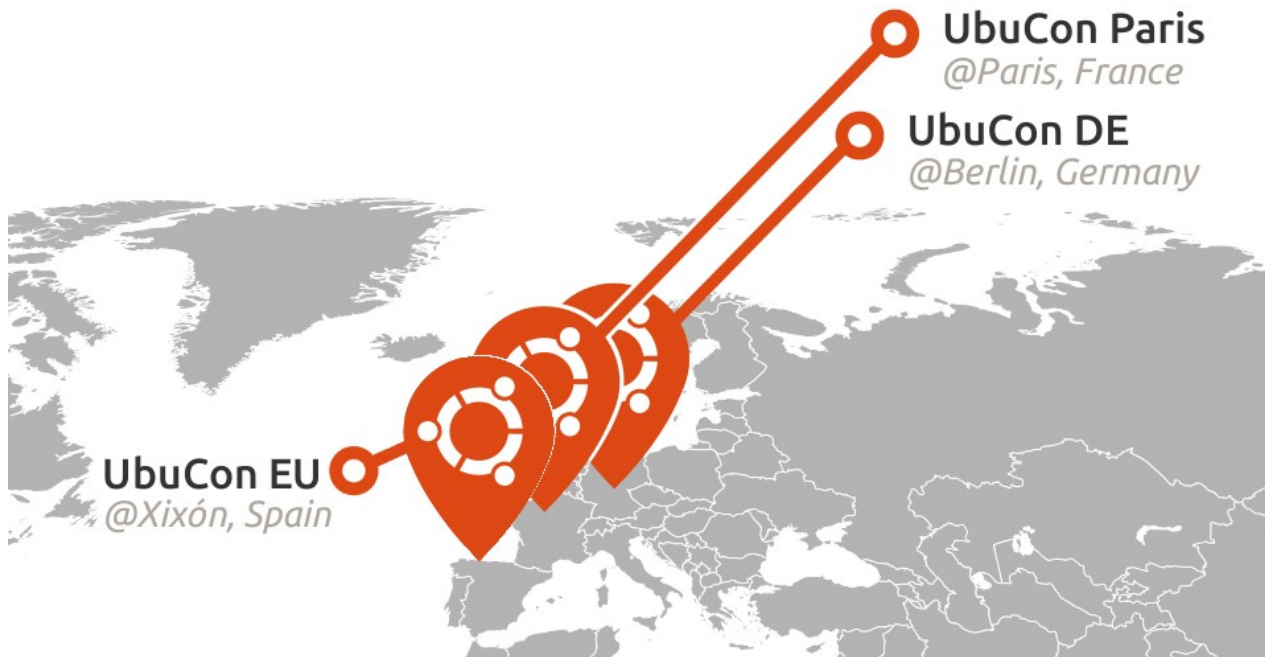 UbuCon Paris
@Paris, France
UbuCon DE
@Berlin, Germany
UbuCon EU
@Xixón, Spain